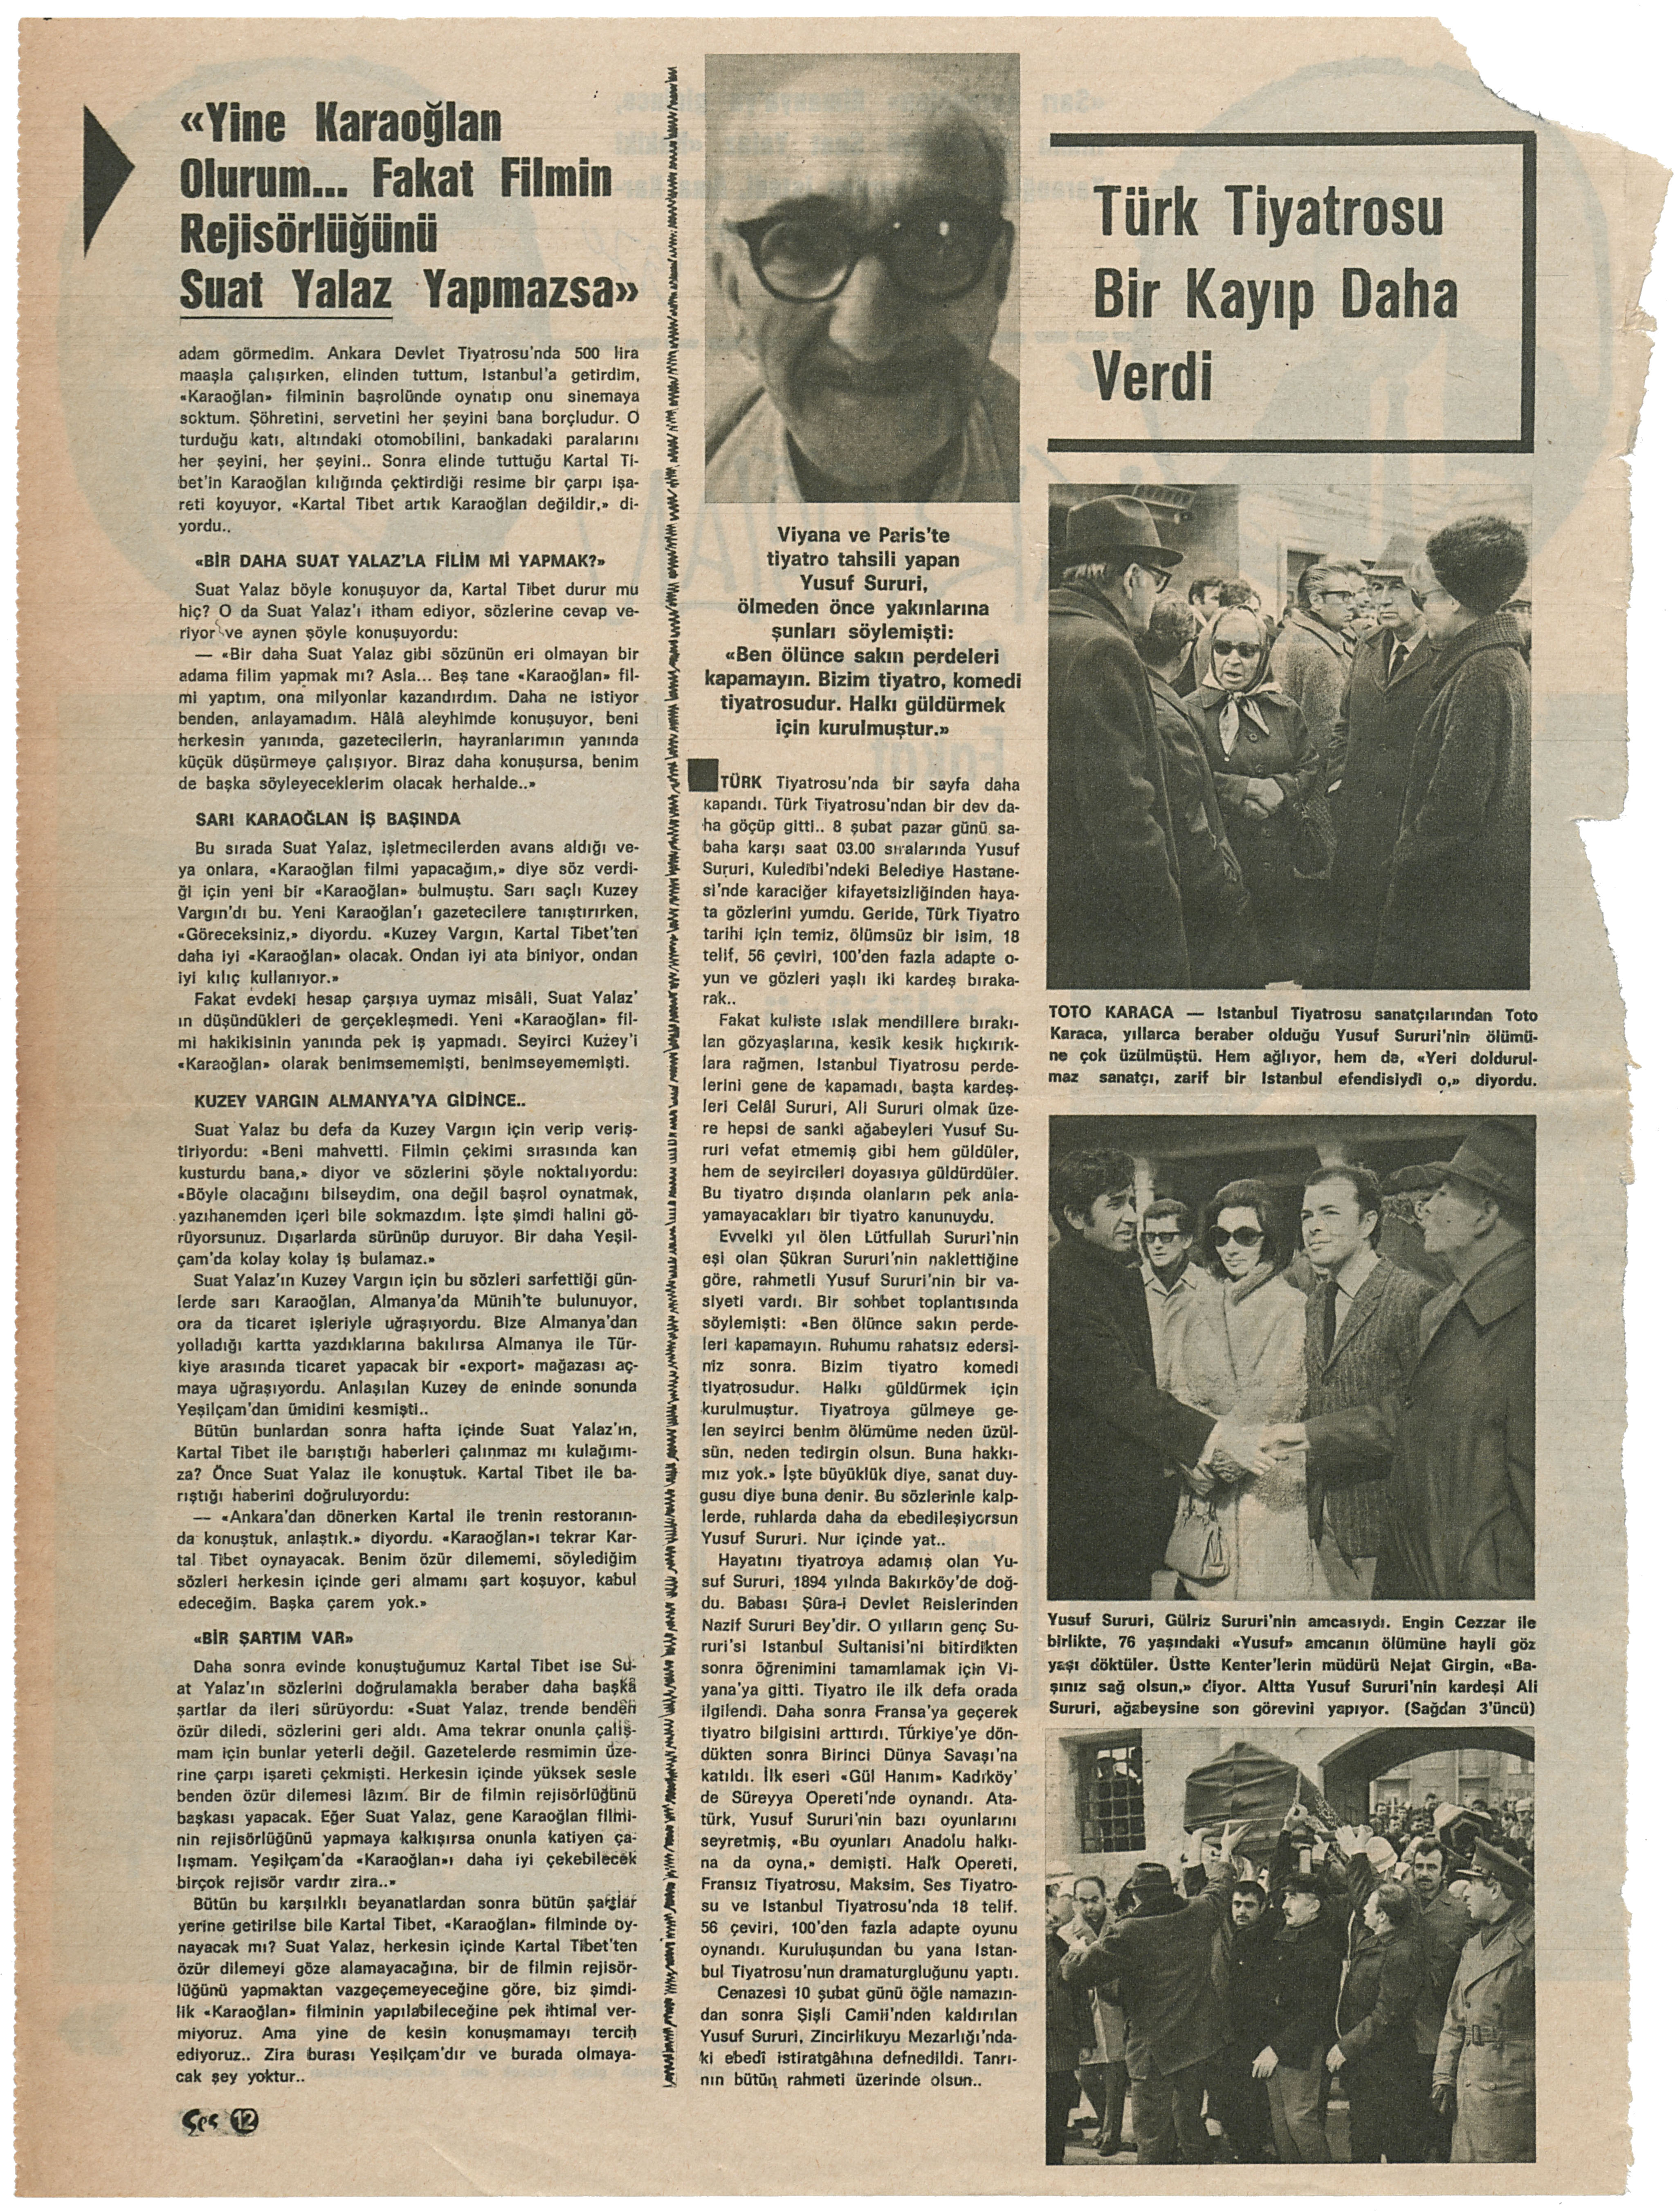 «Yine Karaoğlan
Olurum... Fakat Filmin
Rejisörlüğünü
Suat Yalaz Yapmazsa»
adam görmedim. Ankara Devlet Tiyatrosu'nda 500 lira
maaşla çalışırken, elinden tuttum, Istanbul'a getirdim,
«Karaoğlan» filminin başrolünde oynatıp onu sinemaya
soktum. Şöhretini, servetini her şeyini bana borçludur. O
turduğu katı, altındaki otomobilini, bankadaki paralarını
her şeyini, her şeyini.. Sonra elinde tuttuğu Kartal Ti-
bet'in Karaoğlan kılığında çektirdiği resime bir çarpı işa-
reti koyuyor, «Kartal Tibet artık Karaoğlan değildir,» di-
yordu..
«BİR DAHA SUAT YALAZ'LA FİLİM Mİ YAPMAK?»
Suat Yalaz böyle konuşuyor da, Kartal Tibet durur mu
hiç? O da Suat Yalaz'ı itham ediyor, sözlerine cevap ve-
riyor ve aynen şöyle konuşuyordu:
— «Bir daha Suat Yalaz gibi sözünün eri olmayan bir
adama filim yapmak mı? Asla... Beş tane «Karaoğlan» fil-
mi yaptım, ona milyonlar kazandırdım. Daha ne istiyor
benden, anlayamadım. Hâlâ aleyhimde konuşuyor, beni
herkesin yanında, gazetecilerin, hayranlarımın yanında
küçük düşürmeye çalışıyor. Biraz daha konuşursa, benim
de başka söyleyeceklerim olacak herhalde..»
SARI KARAOĞLAN İŞ BAŞINDA
Bu sırada Suat Yalaz, işletmecilerden avans aldığı ve-
ya onlara, «Karaoğlan filmi yapacağım,» diye söz verdi-
ği için yeni bir «Karaoğlan» bulmuştu. Sarı saçlı Kuzey
Vargın'dı bu. Yeni Karaoğlan'ı gazetecilere tanıştırırken,
«Göreceksiniz,» diyordu. «Kuzey Vargın, Kartal Tibet'ten
daha iyi «Karaoğlan» olacak. Ondan iyi ata biniyor, ondan
iyi kılıç kullanıyor.»
Fakat evdeki hesap çarşıya uymaz misâli, Suat Yalaz'
ın düşündükleri de gerçekleşmedi. Yeni «Karaoğlan» fil-
mi hakikisinin yanında pek iş yapmadı. Seyirci Kuzey'i
«Karaoğlan» olarak benimsememişti, benimseyememişti.
KUZEY VARGIN ALMANYA'YA GİDİNCE..
Suat Yalaz bu defa da Kuzey Vargın için verip veriş-
tiriyordu: «Beni mahvetti. Filmin çekimi sırasında kan
kusturdu bana,» diyor ve sözlerini şöyle noktalıyordu:
«Böyle olacağını bilseydim, ona değil başrol oynatmak,
yazıhanemden içeri bile sokmazdım. İşte şimdi halini gö-
rüyorsunuz. Dışarlarda sürünüp duruyor. Bir daha Yeşil-
çam'da kolay kolay iş bulamaz.»
Suat Yalaz'ın Kuzey Vargın için bu sözleri sarfettiği gün-
lerde sarı Karaoğlan, Almanya'da Münih'te bulunuyor,
ora da ticaret işleriyle uğraşıyordu. Bize Almanya'dan
yolladığı kartta yazdıklarına bakılırsa Almanya ile Tür-
kiye arasında ticaret yapacak bir «export» mağazası aç-
maya uğraşıyordu. Anlaşılan Kuzey de eninde sonunda
Yeşilçam'dan ümidini kesmişti..
Bütün bunlardan sonra hafta içinde Suat Yalaz'ın,
Kartal Tibet ile barıştığı haberleri çalınmaz mı kulağımı-
za? Önce Suat Yalaz ile konuştuk. Kartal Tibet ile ba-
rıştığı haberini doğruluyordu:
— «Ankara'dan dönerken Kartal ile trenin restoranın-
da konuştuk, anlaştık.» diyordu. «Karaoğlan»ı tekrar Kar-
tal Tibet oynayacak. Benim özür dilememi, söylediğim
sözleri herkesin içinde geri almamı şart koşuyor, kabul
edeceğim. Başka çarem yok.»
«BİR ŞARTIM VAR»
Daha sonra evinde konuştuğumuz Kartal Tibet ise Su-
at Yalaz'ın sözlerini doğrulamakla beraber daha başka
şartlar da ileri sürüyordu: «Suat Yalaz, trende benden
özür diledi, sözlerini geri aldı. Ama tekrar onunla çalış-
mam için bunlar yeterli değil. Gazetelerde resmimin üze-
rine çarpı işareti çekmişti. Herkesin içinde yüksek sesle
benden özür dilemesi lâzım. Bir de filmin rejisörlüğünü
başkası yapacak. Eğer Suat Yalaz, gene Karaoğlan filmi-
nin rejisörlüğünü yapmaya kalkışırsa onunla katiyen ça-
lışmam. Yeşilçam'da «Karaoğlan»ı daha iyi çekebilecek
birçok rejisör vardır zira..»
Bütün bu karşılıklı beyanatlardan sonra bütün şartlar
yerine getirilse bile Kartal Tibet, «Karaoğlan» filminde oy-
nayacak mı? Suat Yalaz, herkesin içinde Kartal Tibet'ten
özür dilemeyi göze alamayacağına, bir de filmin rejisör-
lüğünü yapmaktan vazgeçemeyeceğine göre, biz şimdi-
lik «Karaoğlan» filminin yapılabileceğine pek ihtimal ver-
miyoruz. Ama yine de kesin konuşmamayı tercih
ediyoruz.. Zira burası Yeşilçam'dır ve burada olmaya-
cak şey yoktur..
Ses 12
Viyana ve Paris'te
tiyatro tahsili yapan
Yusuf Sururi,
ölmeden önce yakınlarına
şunları söylemişti:
«Ben ölünce sakın perdeleri
kapamayın. Bizim tiyatro, komedi
tiyatrosudur. Halkı güldürmek
için kurulmuştur.»
TÜRK Tiyatrosu'nda bir sayfa daha
kapandı. Türk Tiyatrosu'ndan bir dev da-
ha göçüp gitti.. 8 şubat pazar günü sa-
baha karşı saat 03.00 sıralarında Yusuf
Sururi, Kuledibi'ndeki Belediye Hastane-
si'nde karaciğer kifayetsizliğinden haya-
ta gözlerini yumdu. Geride, Türk Tiyatro
tarihi için temiz, ölümsüz bir isim, 18
telif, 56 çeviri, 100'den fazla adapte o-
yun ve gözleri yaşlı iki kardeş bıraka-
rak..
Fakat kuliste ıslak mendillere bırakı-
lan gözyaşlarına, kesik kesik hıçkırık-
lara rağmen, Istanbul Tiyatrosu perde-
lerini gene de kapamadı, başta kardeş-
leri Celâl Sururi, Ali Sururi olmak üze-
re hepsi de sanki ağabeyleri Yusuf Su-
ruri vefat etmemiş gibi hem güldüler,
hem de seyircileri doyasıya güldürdüler.
Bu tiyatro dışında olanların pek anla-
yamayacakları bir tiyatro kanunuydu.
Evvelki yıl ölen Lütfullah Sururi'nin
eşi olan Şükran Sururi'nin naklettiğine
göre, rahmetli Yusuf Sururi'nin bir va-
siyeti vardı. Bir sohbet toplantısında
söylemişti: «Ben ölünce sakın perde-
leri kapamayın. Ruhumu rahatsız edersi-
niz sonra. Bizim tiyatro komedi
tiyatrosudur. Halkı güldürmek için
kurulmuştur. Tiyatroya gülmeye ge-
len seyirci benim ölümüme neden üzül-
sün, neden tedirgin olsun. Buna hakkı-
mız yok.» İşte büyüklük diye, sanat duy-
gusu diye buna denir. Bu sözlerinle kalp-
lerde, ruhlarda daha da ebedileşiyorsun
Yusuf Sururi. Nur içinde yat..
Hayatını tiyatroya adamış olan Yu-
suf Sururi, 1894 yılnda Bakırköy'de doğ-
du. Babası Şûra-i Devlet Reislerinden
Nazif Sururi Bey'dir. O yılların genç Su-
ruri'si Istanbul Sultanisi'ni bitirdikten
sonra öğrenimini tamamlamak için Vi-
yana'ya gitti. Tiyatro ile ilk defa orada
ilgilendi. Daha sonra Fransa'ya geçerek
tiyatro bilgisini arttırdı. Türkiye'ye dön-
dükten sonra Birinci Dünya Savaşı'na
katıldı. İlk eseri «Gül Hanım» Kadıköy'
de Süreyya Opereti'nde oynandı. Ata-
türk, Yusuf Sururi'nin bazı oyunlarını
seyretmiş, «Bu oyunları Anadolu halkı-
na da oyna,» demişti. Halk Opereti,
Fransız Tiyatrosu, Maksim, Ses Tiyatro-
su ve Istanbul Tiyatrosu'nda 18 telif.
56 çeviri, 100'den fazla adapte oyunu
oynandı. Kuruluşundan bu yana Istan-
bul Tiyatrosu'nun dramaturgluğunu yaptı.
Cenazesi 10 şubat günü öğle namazın-
dan sonra Şişli Camii'nden kaldırılan
Yusuf Sururi, Zincirlikuyu Mezarlığı'nda-
ki ebedî istiratgâhına defnedildi. Tanrı-
nın bütün rahmeti üzerinde olsun..
Türk Tiyatrosu
Bir Kayıp Daha
Verdi
TOTO KARACA — Istanbul Tiyatrosu sanatçılarından Toto
Karaca, yıllarca beraber olduğu Yusuf Sururi'nin ölümü-
ne çok üzülmüştü. Hem ağlıyor, hem de, «Yeri doldurul-
maz sanatçı, zarif bir Istanbul efendisiydi o,» diyordu.
Yusuf Sururi, Gülriz Sururi'nin amcasıydı. Engin Cezzar ile
birlikte, 76 yaşındaki «Yusuf» amcanın ölümüne hayli göz
yaşı döktüler. Üstte Kenter'lerin müdürü Nejat Girgin, «Ba-
şınız sağ olsun,» diyor. Altta Yusuf Sururi'nin kardeşi Ali
Sururi, ağabeysine son görevini yapıyor. (Sağdan 3'üncü)